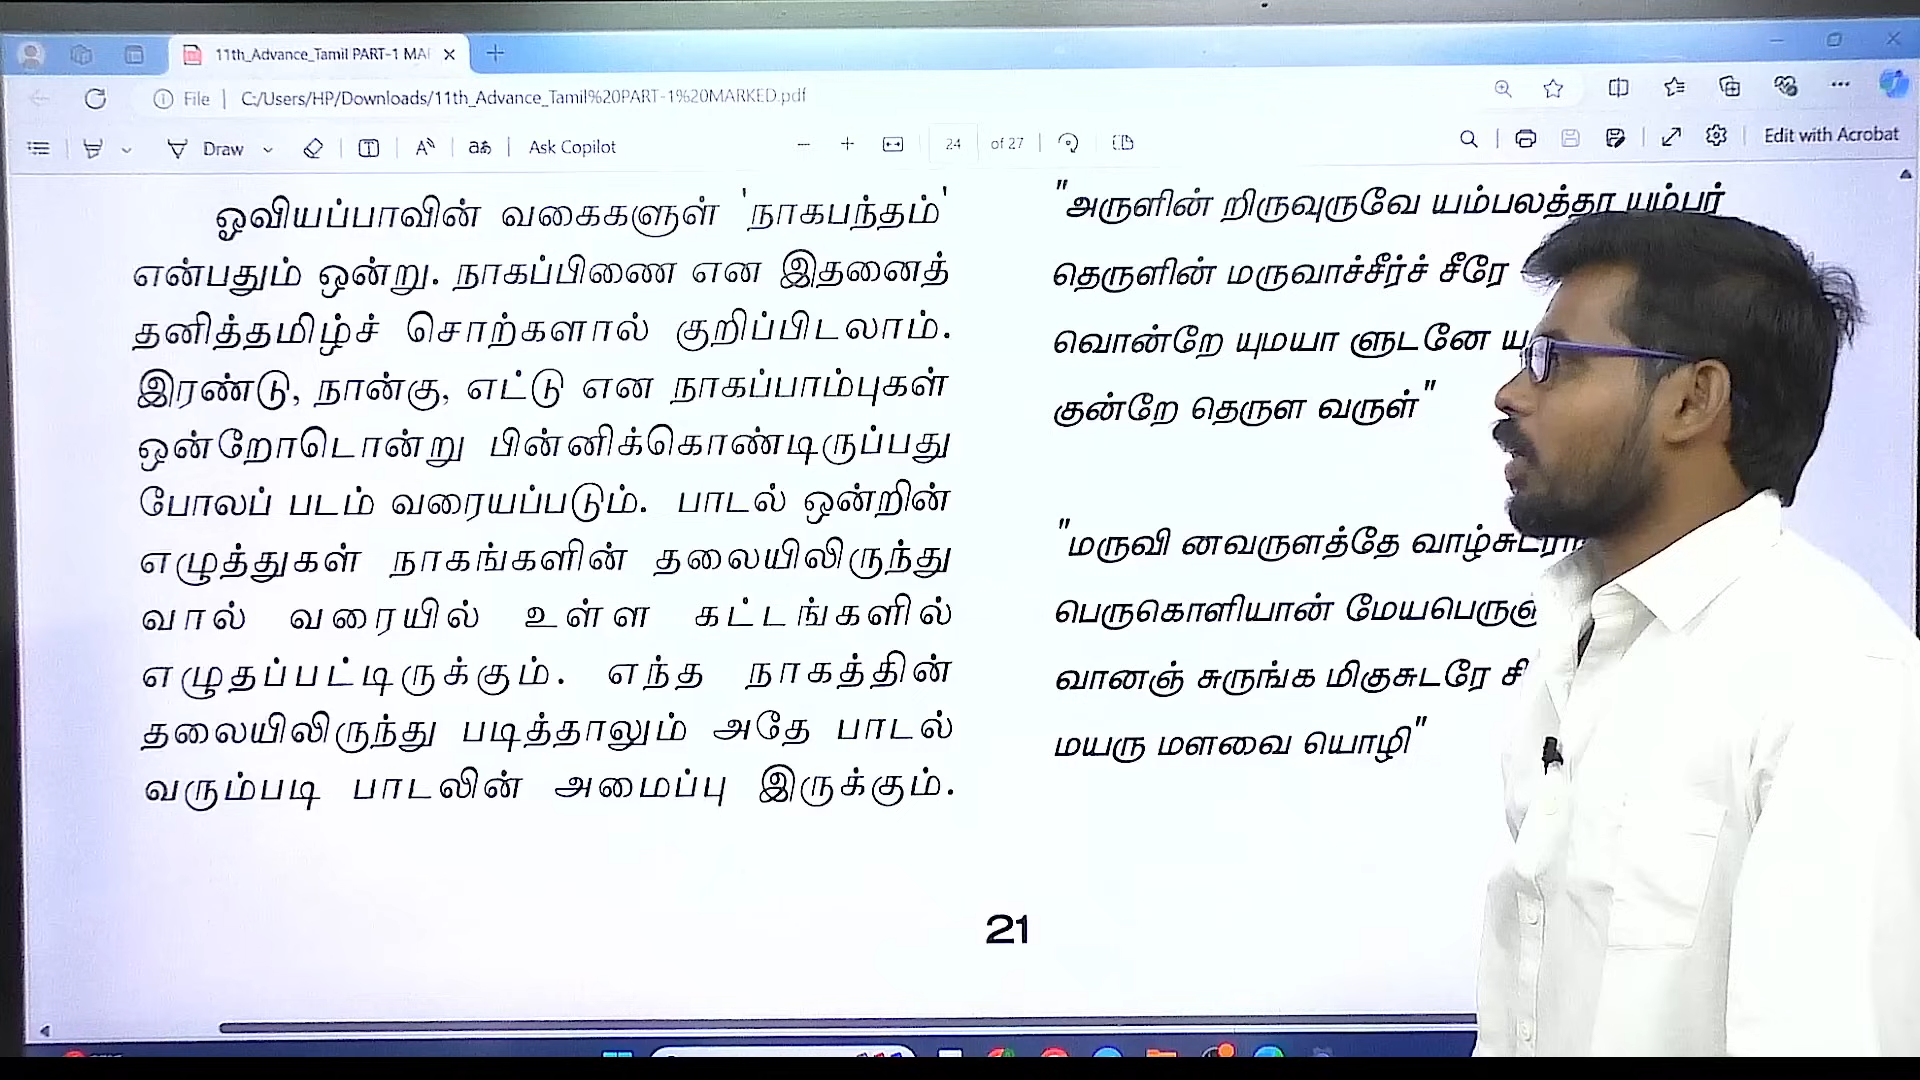 11th_Advance_Tamil PART-1 MAI
File | C:/Users/HP/Downloads/11th_Advance_Tamil%20PART-1%20MARKED.pdf
Draw | Ask Copilot 24 of 27 Edit with Acrobat
ஓவியப்பாவின் வகைகளுள் 'நாகபந்தம்'
என்பதும் ஒன்று. நாகப்பிணை என இதனைத்
தனித்தமிழ்ச் சொற்களால் குறிப்பிடலாம்.
இரண்டு, நான்கு, எட்டு என நாகப்பாம்புகள்
ஒன்றோடொன்று பின்னிக்கொண்டிருப்பது
போலப் படம் வரையப்படும். பாடல் ஒன்றின்
எழுத்துகள் நாகங்களின் தலையிலிருந்து
வால் வரையில் உள்ள கட்டங்களில்
எழுதப்பட்டிருக்கும். எந்த நாகத்தின்
தலையிலிருந்து படித்தாலும் அதே பாடல்
வரும்படி பாடலின் அமைப்பு இருக்கும்.
"அருளின் றிருவுருவே யம்பலத்தா யும்பர்
தெருளின் மருவாச்சீர்ச் சீரே
வொன்றே யுமயா ளுடனே
குன்றே தெருள வருள்"
"மருவி னவருளத்தே
பெருகொளியான்
வானஞ் சுருங்க மிகுசுடரே
மயரு மளவை யொழி"
21